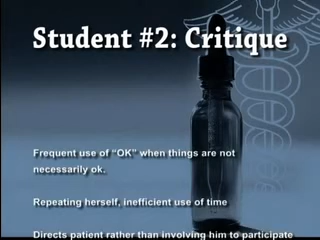 Student #2: Critique
Frequent use of “OK” when things are not
necessarily ok.
Repeating herself, inefficient use of time
Directs patient rather than involving him to participate